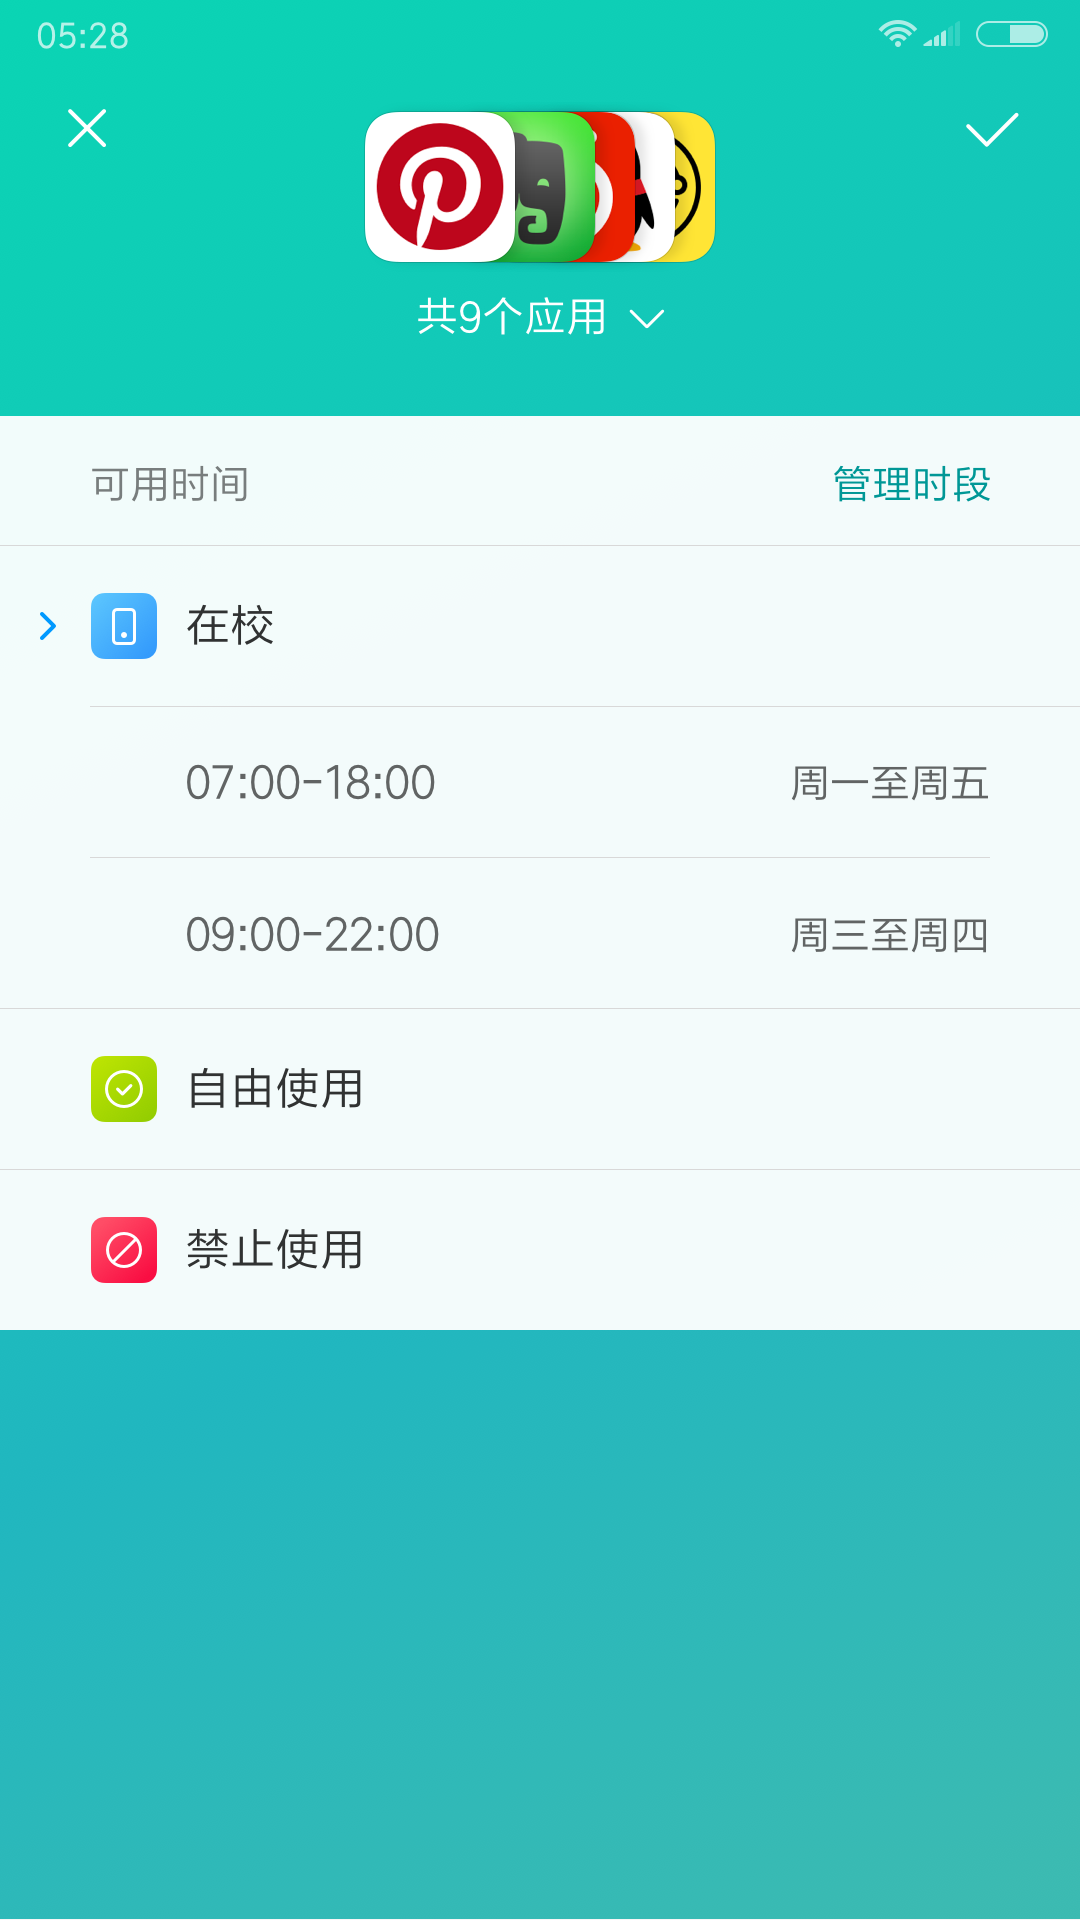 05:28
共9个应用
可用时间 管理时段
在校
07:00-18:00 周一至周五
09:00-22:00 周三至周四
自由使用
禁止使用